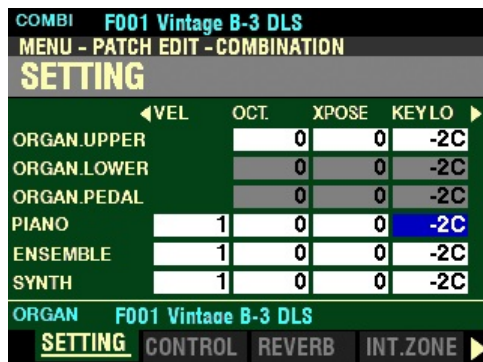 COMBI F001 Vintage B-3 DLS
MENU - PATCH EDIT - COMBINATION
SETTING
VEL OCT. XPOSE KEY LO
ORGAN.UPPER 0 0 -2C
ORGAN.LOWER 0 0 -2C
ORGAN.PEDAL 0 0 -2C
PIANO 1 0 0 -2C
ENSEMBLE 1 0 0 -2C
SYNTH 1 0 0 -2C
ORGAN F001 Vintage B-3 DLS
SETTING CONTROL REVERB INT.ZONE